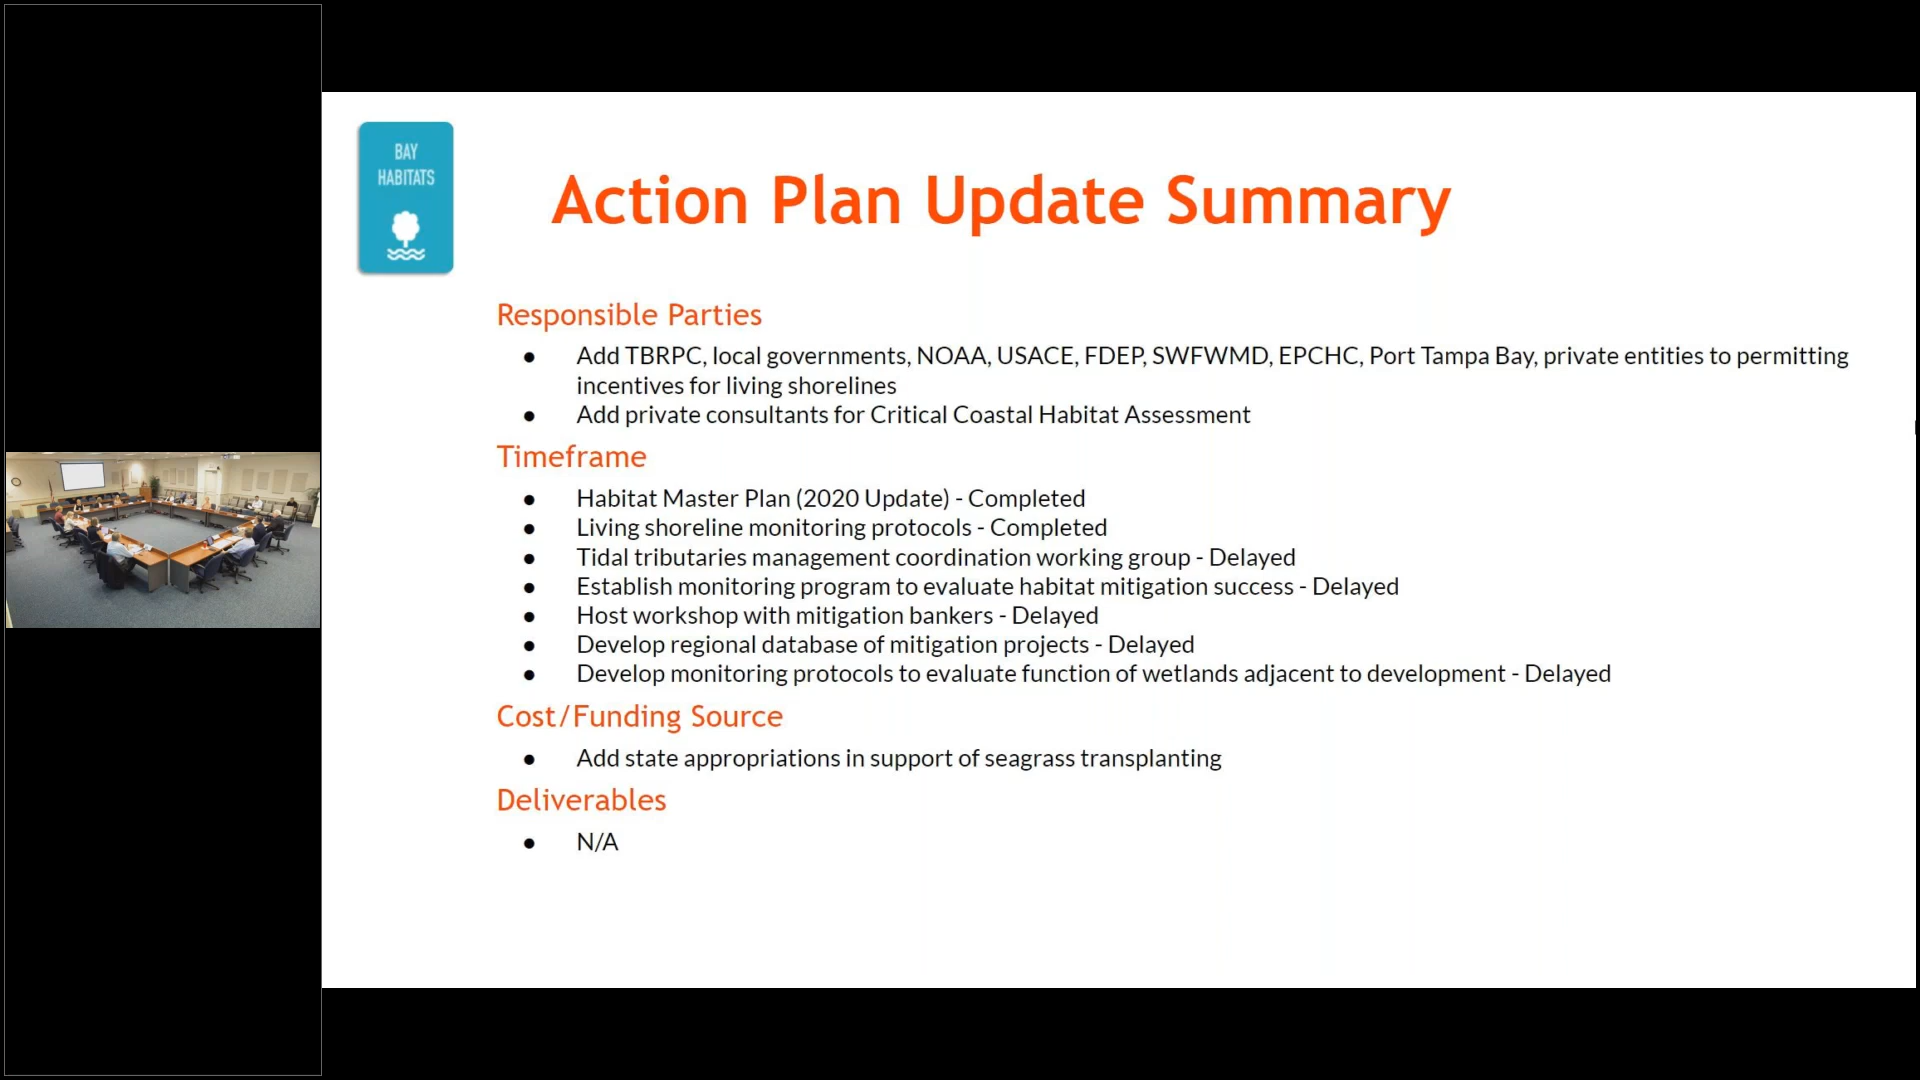 BAY
HABITATS
Action Plan Update Summary
Responsible Parties
● Add TBRPC, local governments, NOAA, USACE, FDEP, SWFWMD, EPCHC, Port Tampa Bay, private entities to permitting
incentives for living shorelines
● Add private consultants for Critical Coastal Habitat Assessment
Timeframe
● Habitat Master Plan (2020 Update) - Completed
● Living shoreline monitoring protocols - Completed
● Tidal tributaries management coordination working group - Delayed
● Establish monitoring program to evaluate habitat mitigation success - Delayed
● Host workshop with mitigation bankers - Delayed
● Develop regional database of mitigation projects - Delayed
● Develop monitoring protocols to evaluate function of wetlands adjacent to development - Delayed
Cost/Funding Source
● Add state appropriations in support of seagrass transplanting
Deliverables
● N/A